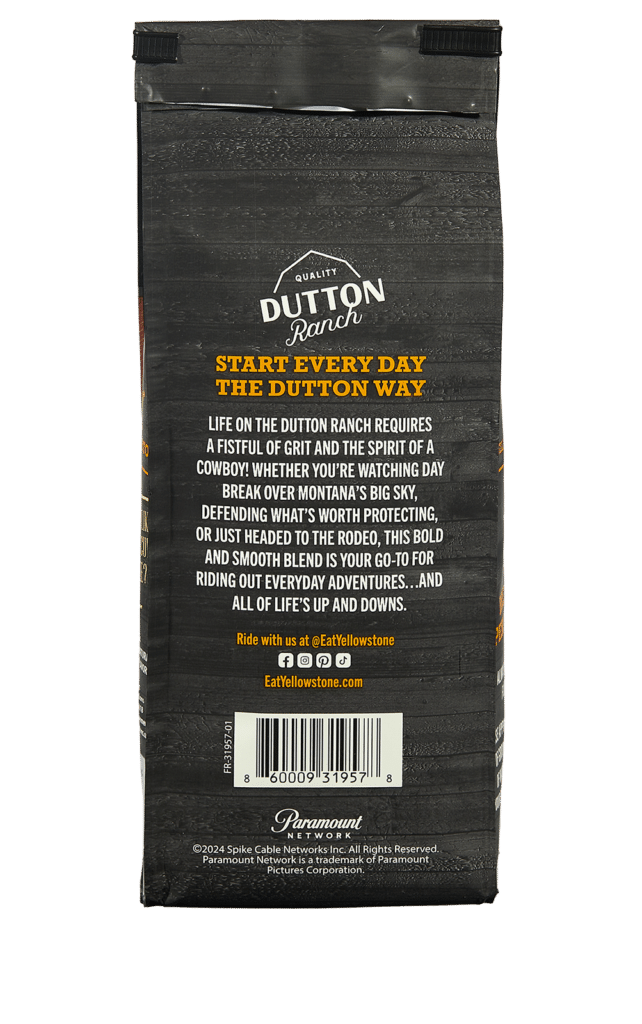 QUALITY
DUTTON
Ranch
START EVERY DAY
THE DUTTON WAY
LIFE ON THE DUTTON RANCH REQUIRES
A FISTFUL OF GRIT AND THE SPIRIT OF A
COWBOY! WHETHER YOU'RE WATCHING DAY
BREAK OVER MONTANA'S BIG SKY,
DEFENDING WHAT'S WORTH PROTECTING,
OR JUST HEADED TO THE RODEO, THIS BOLD
AND SMOOTH BLEND IS YOUR GO-TO FOR
RIDING OUT EVERYDAY ADVENTURES...AND
ALL OF LIFE'S UP AND DOWNS.
Ride with us at @EatYellowstone
EatYellowstone.com
FR-31957-01
8 60009 31957 8
Paramount
NETWORK
©2024 Spike Cable Networks Inc. All Rights Reserved.
Paramount Network is a trademark of Paramount
Pictures Corporation.